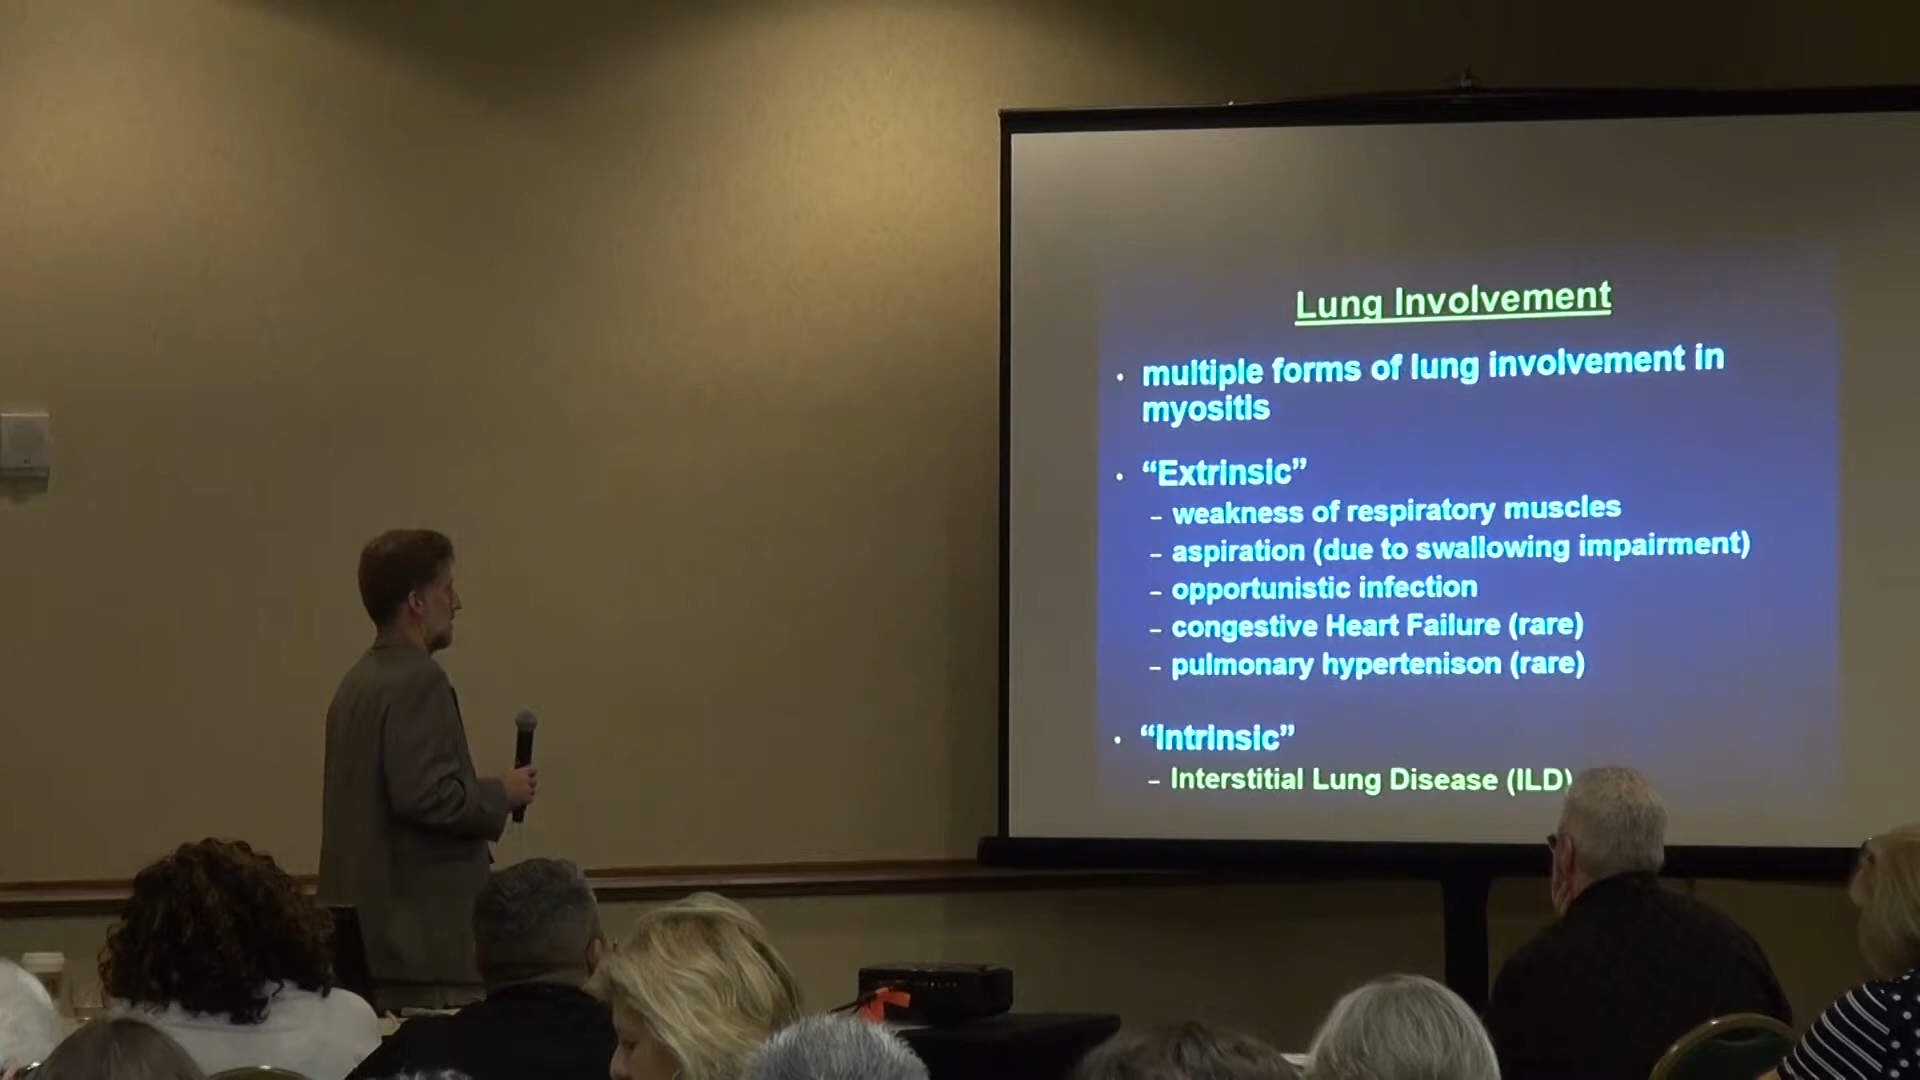 Lung Involvement
• multiple forms of lung involvement in
myositis
• “Extrinsic”
– weakness of respiratory muscles
– aspiration (due to swallowing impairment)
– opportunistic infection
– congestive Heart Failure (rare)
– pulmonary hypertenison (rare)
• “Intrinsic”
– Interstitial Lung Disease (ILD)